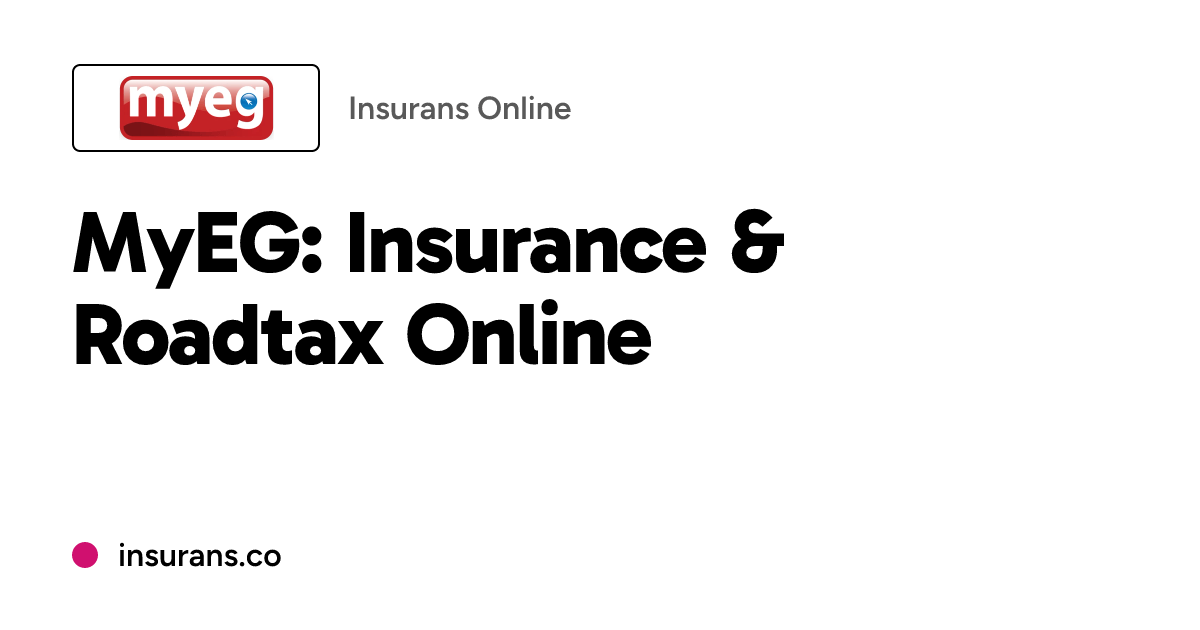 myeg
Insurans Online
MyEG: Insurance &
Roadtax Online
insurans.co